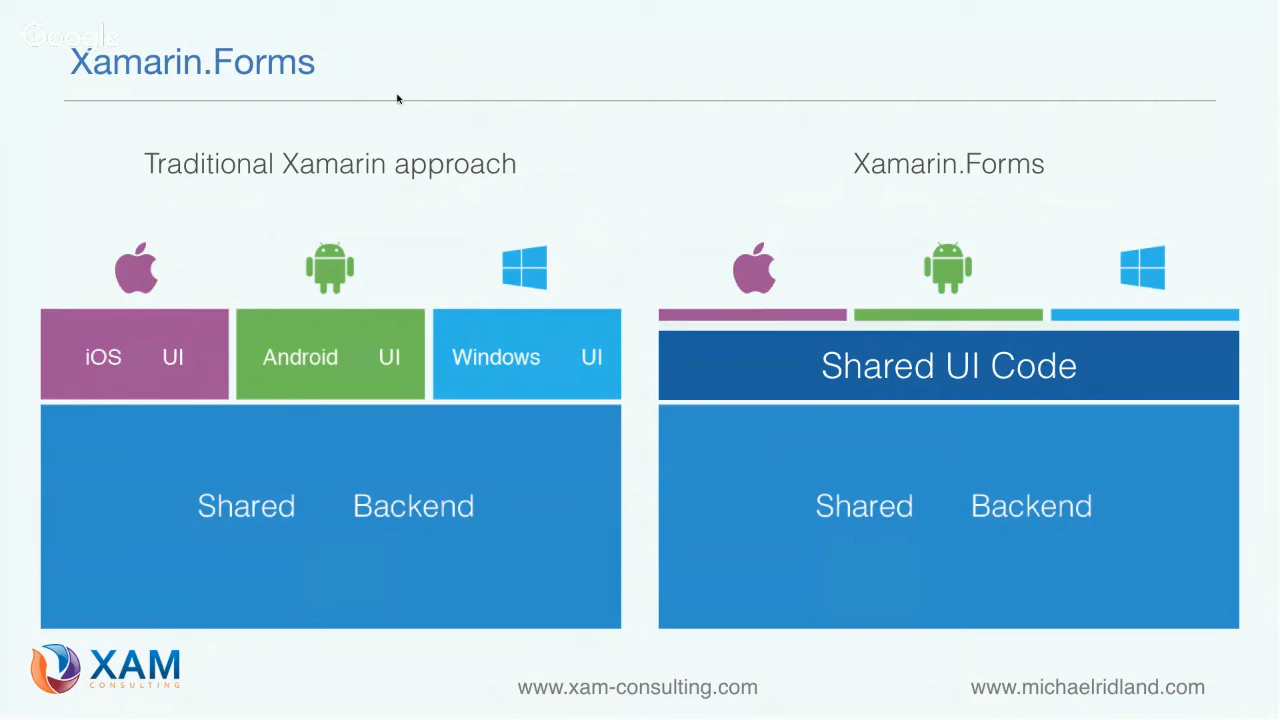 Google
Xamarin.Forms
Traditional Xamarin approach
Xamarin.Forms
iOS UI
Android UI
Windows UI
Shared UI Code
Shared Backend
Shared Backend
XAM
CONSULTING
www.xam-consulting.com
www.michaelridland.com